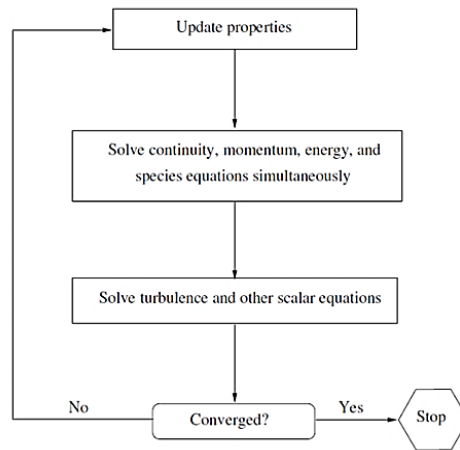 Update properties
Solve continuity, momentum, energy, and
species equations simultaneously
Solve turbulence and other scalar equations
No
Converged?
Yes
Stop